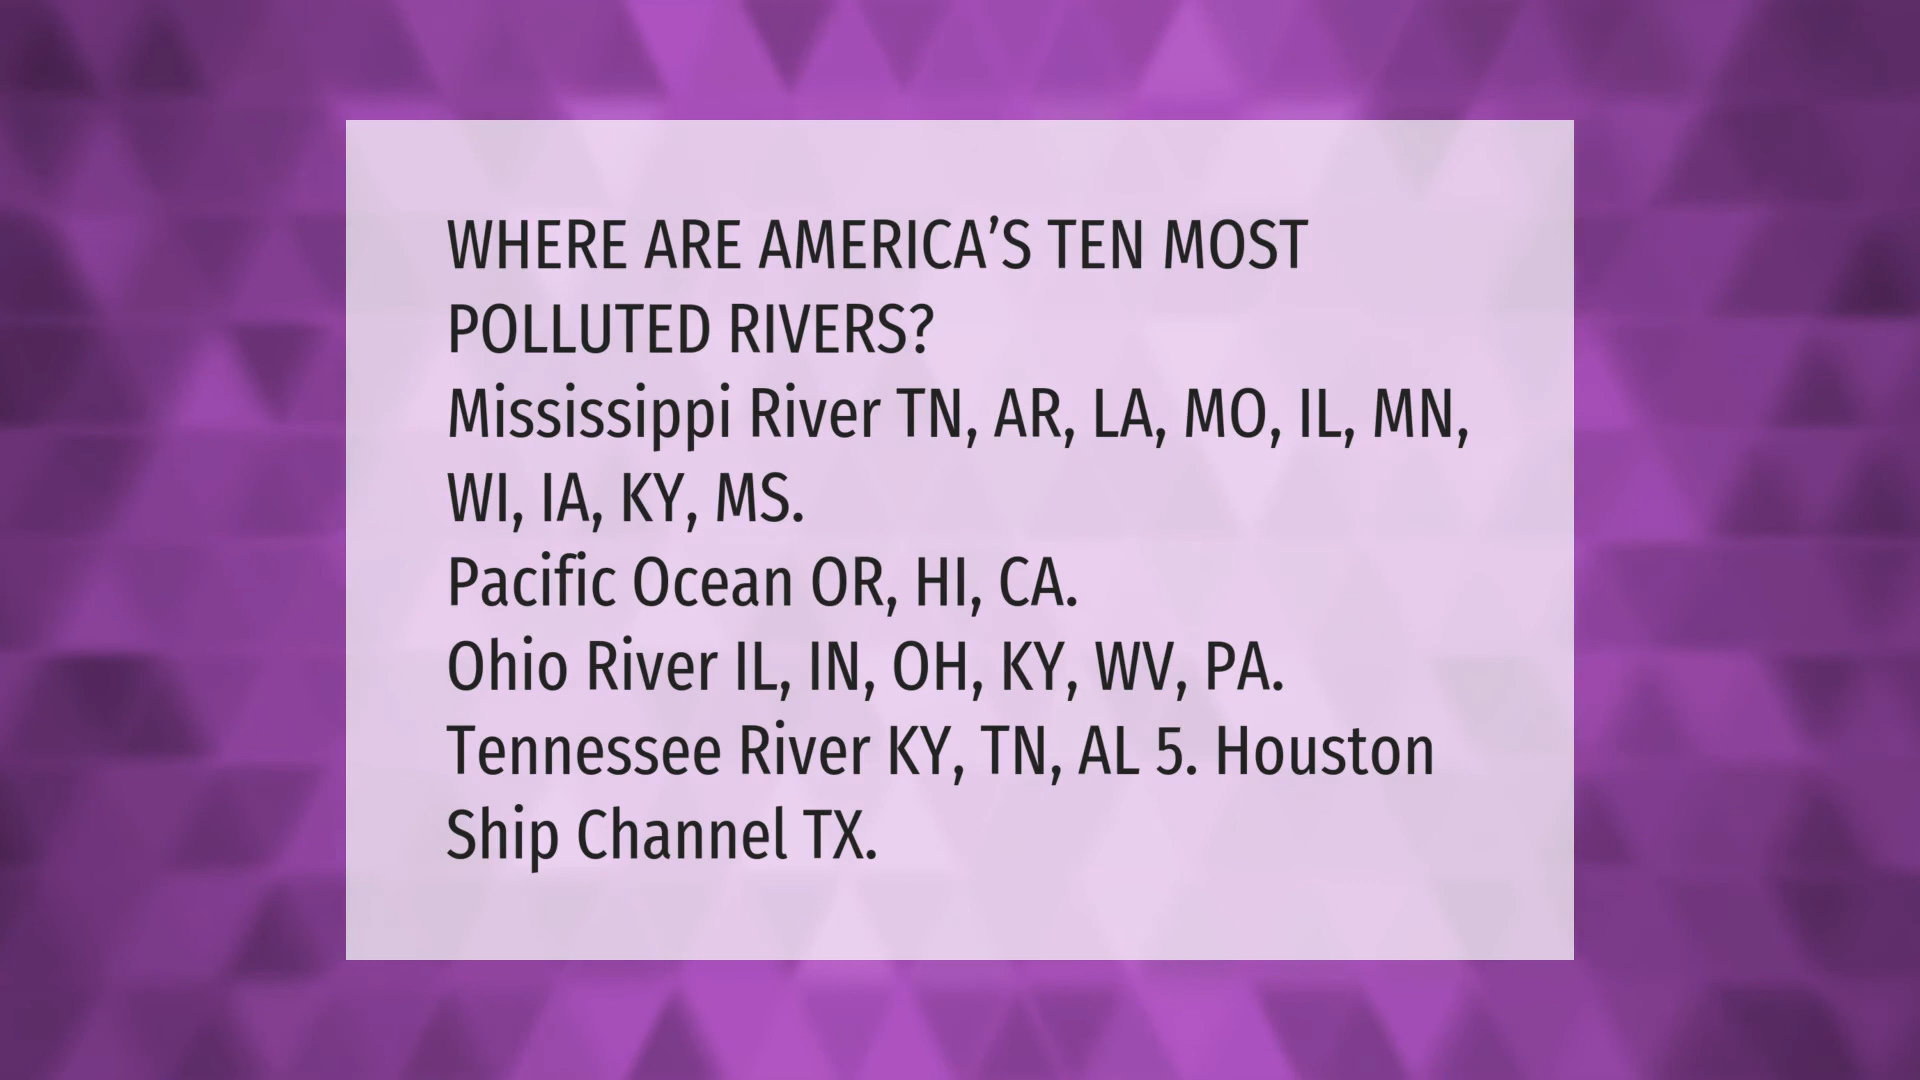 WHERE ARE AMERICA’S TEN MOST
POLLUTED RIVERS?
Mississippi River TN, AR, LA, MO, IL, MN,
WI, IA, KY, MS.
Pacific Ocean OR, HI, CA.
Ohio River IL, IN, OH, KY, WV, PA.
Tennessee River KY, TN, AL 5. Houston
Ship Channel TX.